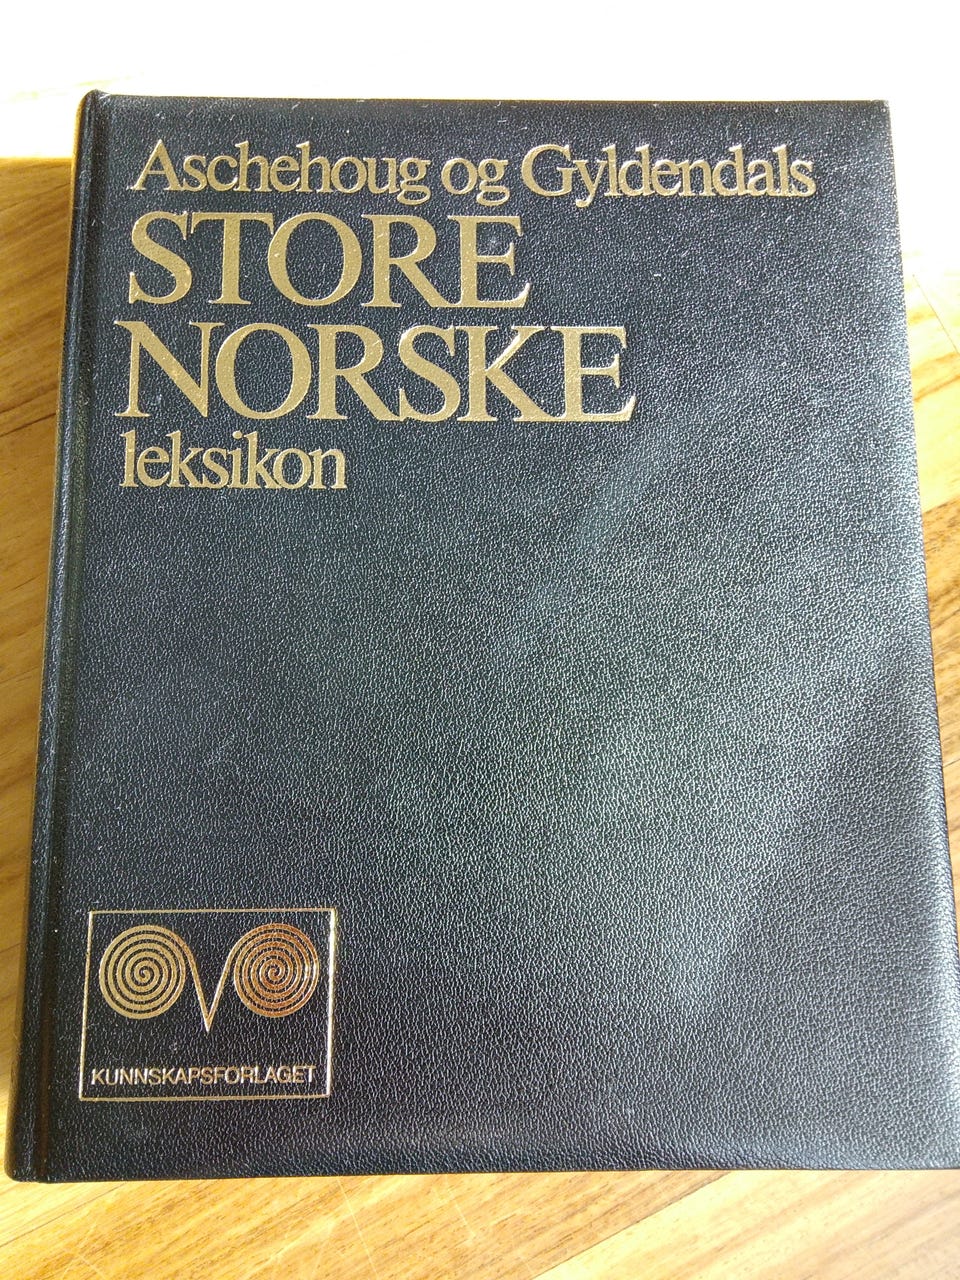 Aschehoug og Gyldendals
STORE
NORSKE
leksikon
KUNNSKAPSFORLAGET